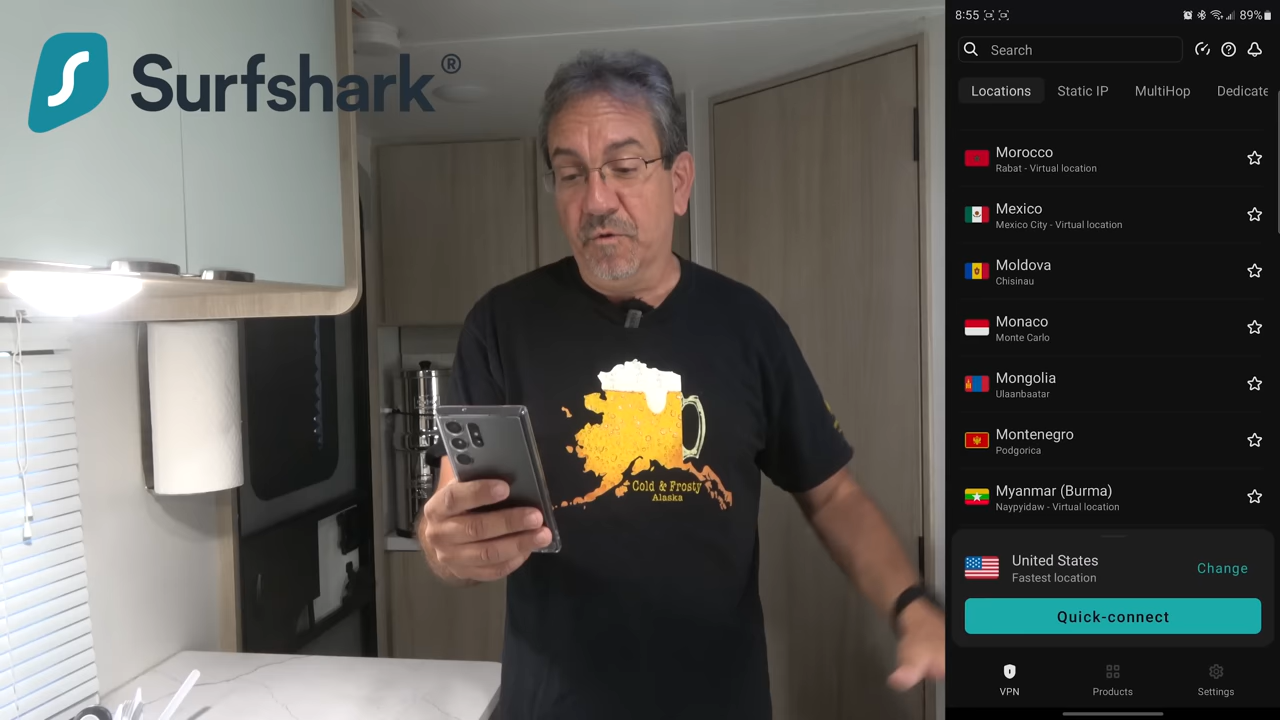 Surfshark®
Cold & Frosty
Alaska
8:55
89%
Search
Locations
Static IP
MultiHop
Dedicate
Morocco
Rabat - Virtual location
Mexico
Mexico City - Virtual location
Moldova
Chisinau
Monaco
Monte Carlo
Mongolia
Ulaanbaatar
Montenegro
Podgorica
Myanmar (Burma)
Naypyidaw - Virtual location
United States
Fastest location
Change
Quick-connect
VPN
Products
Settings